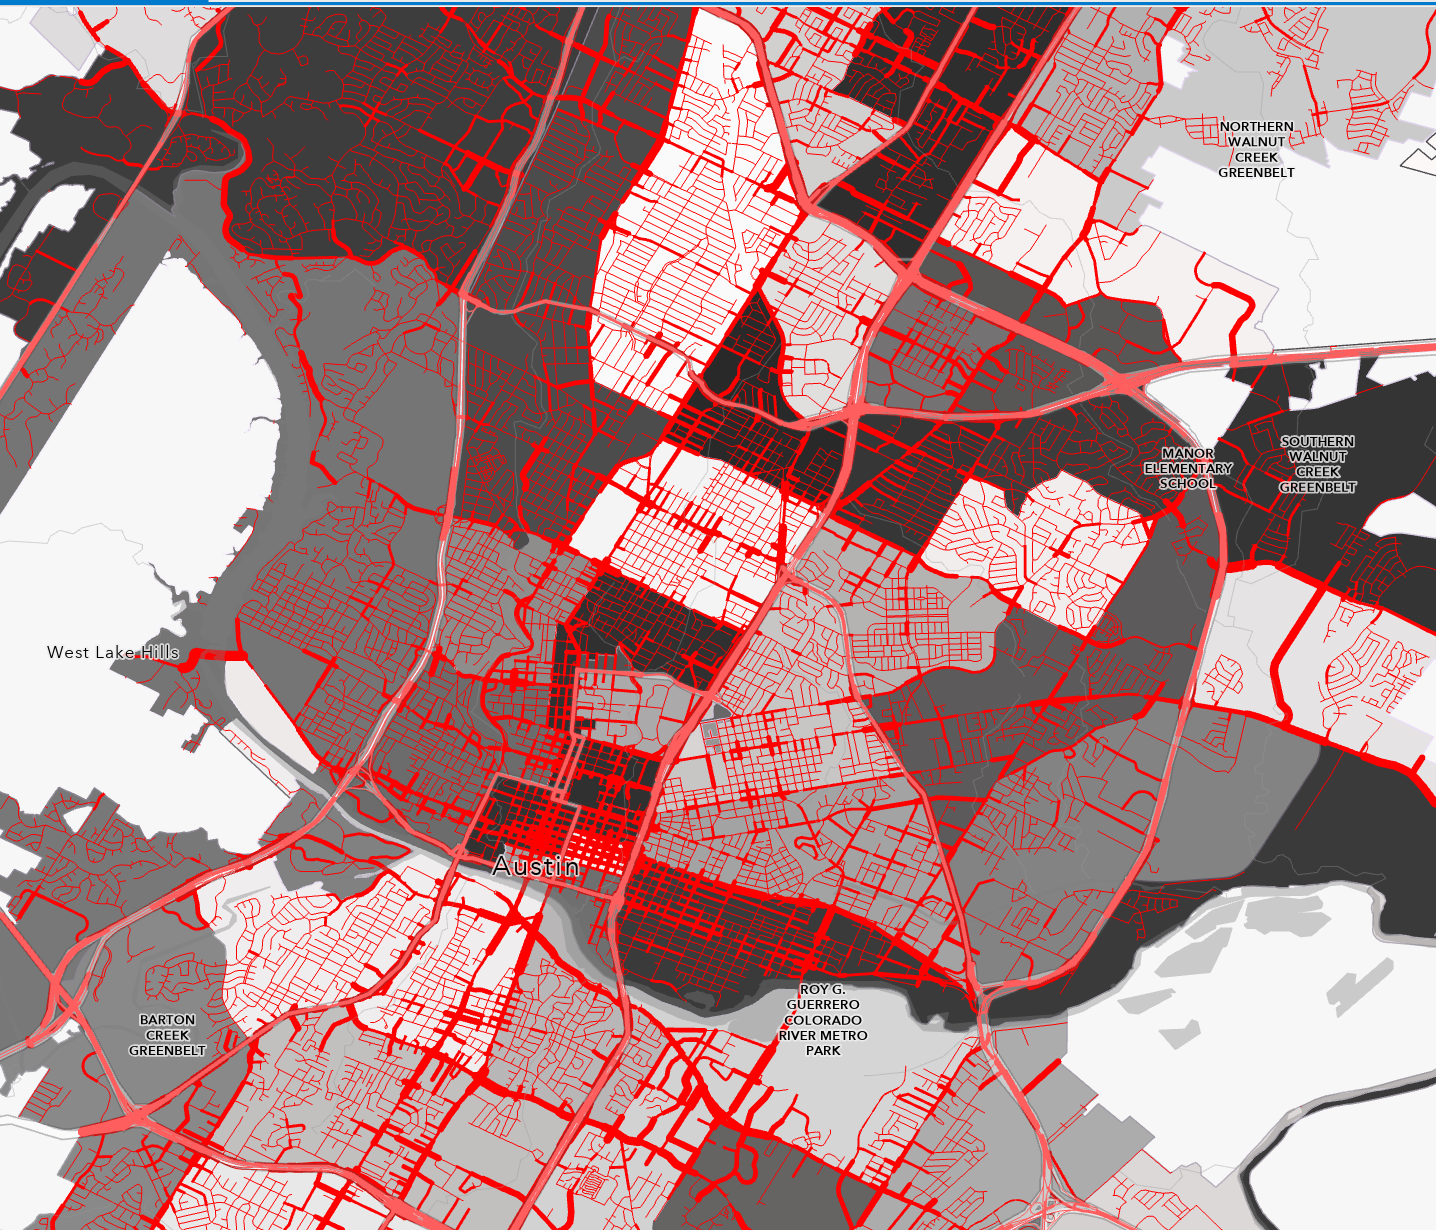 NORTHERN
WALNUT
CREEK
GREENBELT
MANOR
ELEMENTARY
SCHOOL
SOUTHERN
WALNUT
CREEK
GREENBELT
West Lake Hills
Austin
ROY G.
GUERRERO
COLORADO
RIVER METRO
PARK
BARTON
CREEK
GREENBELT